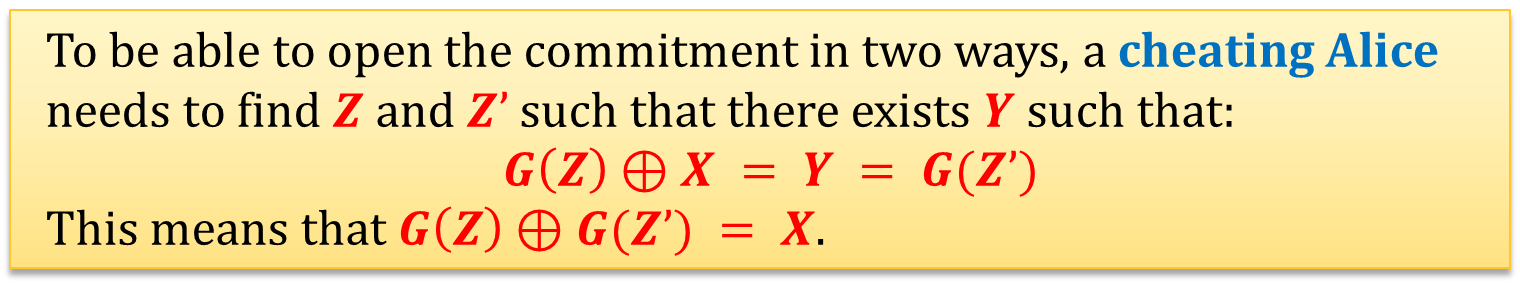 To be able to open the commitment in two ways, a cheating Alice
needs to find Z and Z’ such that there exists Y such that:
G(Z) ⊕ X = Y = G(Z’)
This means that G(Z) ⊕ G(Z’) = X.